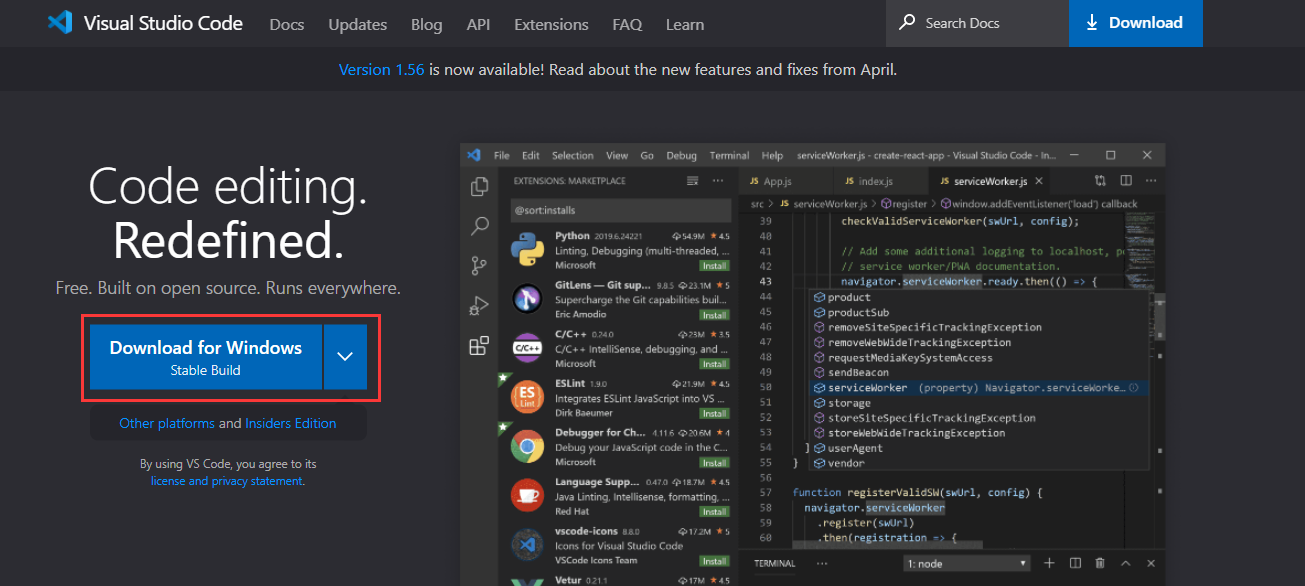 Visual Studio Code Docs Updates Blog API Extensions FAQ Learn Search Docs Download
Version 1.56 is now available! Read about the new features and fixes from April.
Code editing.
Redefined.
Free. Built on open source. Runs everywhere.
Download for Windows
Stable Build
Other platforms and Insiders Edition
By using VS Code, you agree to its
license and privacy statement.
File Edit Selection View Go Debug Terminal Help serviceWorker.js - create-react-app - Visual Studio Code - In...
EXTENSIONS: MARKETPLACE
@sort:installs
Python 2019.6.24221 54.9M 4.5
Linting, Debugging (multi-threaded, ...
Microsoft Install
GitLens — Git sup... 9.8.5 23.1M 5
Supercharge the Git capabilities buil...
Eric Amodio Install
C/C++ 0.24.0 23M 3.5
C/C++ IntelliSense, debugging, and ...
Microsoft Install
ESLint 1.9.0 21.9M 4.5
Integrates ESLint JavaScript into VS ...
Dirk Baeumer Install
Debugger for Ch... 4.11.6 20.6M 4
Debug your JavaScript code in the C...
Microsoft Install
Language Supp... 0.47.0 18.7M 4.5
Java Linting, Intellisense, formatting, ...
Red Hat Install
vscode-icons 8.8.0 17.2M 5
Icons for Visual Studio Code
VSCode Icons Team Install
Vetur 0.21.1 17M 4.5
C/C++
ES
Lint
JS App.js JS index.js JS serviceWorker.js
src > JS serviceWorker.js > register > window.addEventListener('load') callback
39 checkValidServiceWorker(swUrl, config);
40
41 // Add some additional logging to localhost, p
42 // service worker/PWA documentation.
43 navigator.serviceWorker.ready.then(() => {
44 product
45 productSub
46 removeSiteSpecificTrackingException
47 removeWebWideTrackingException
48 requestMediaKeySystemAccess
49 sendBeacon
50 serviceWorker (property) Navigator.serviceWorke...
51 storage
52 storeSiteSpecificTrackingException
53 storeWebWideTrackingException
54 ] userAgent
55 } vendor
56
57 function registerValidSW(swUrl, config) {
58 navigator.serviceWorker
59 .register(swUrl)
60 .then(registration => {
TERMINAL ... 1: node